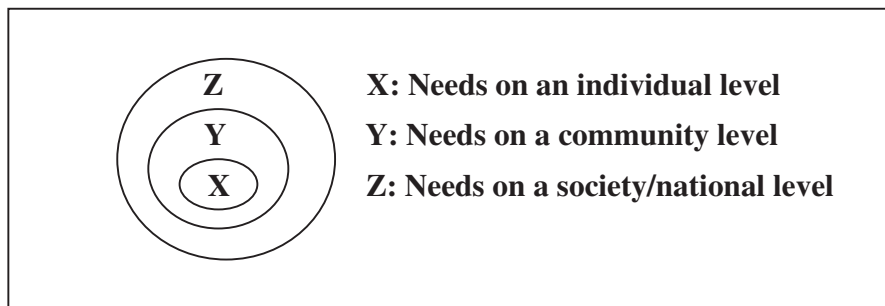 Z
X: Needs on an individual level
Y
Y: Needs on a community level
X
Z: Needs on a society/national level